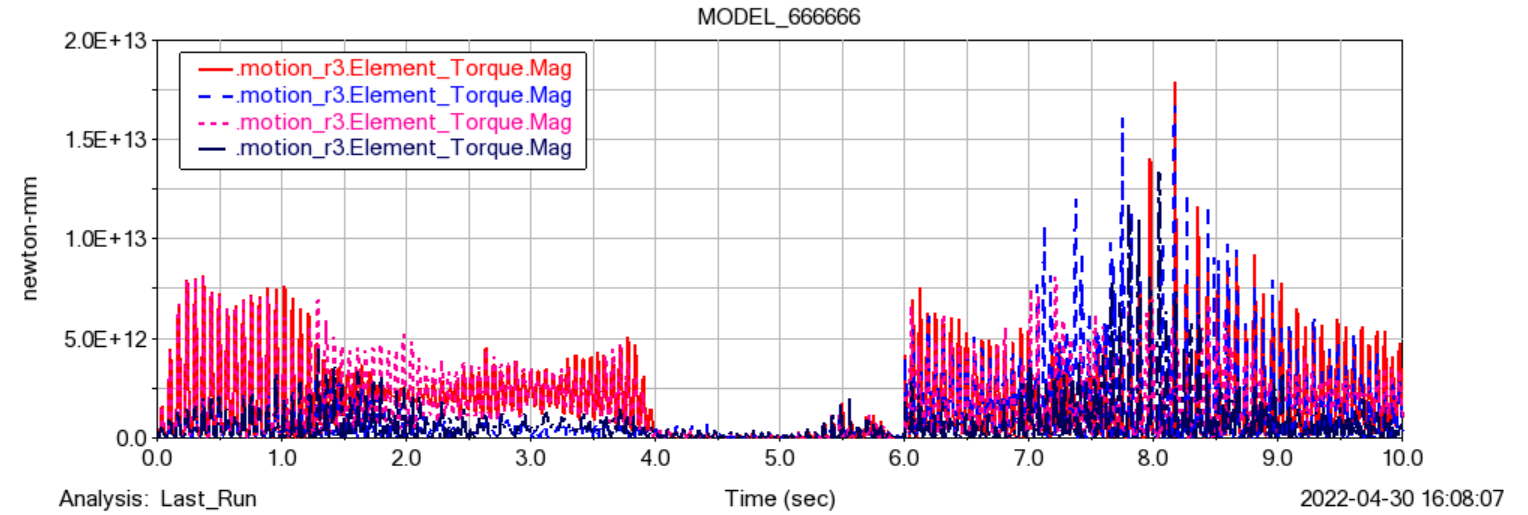 MODEL_666666
2.0E+13
1.5E+13
1.0E+13
5.0E+12
0.0
newton-mm
.motion_r3.Element_Torque.Mag
.motion_r3.Element_Torque.Mag
.motion_r3.Element_Torque.Mag
.motion_r3.Element_Torque.Mag
0.0 1.0 2.0 3.0 4.0 5.0 6.0 7.0 8.0 9.0 10.0
Analysis: Last_Run Time (sec) 2022-04-30 16:08:07